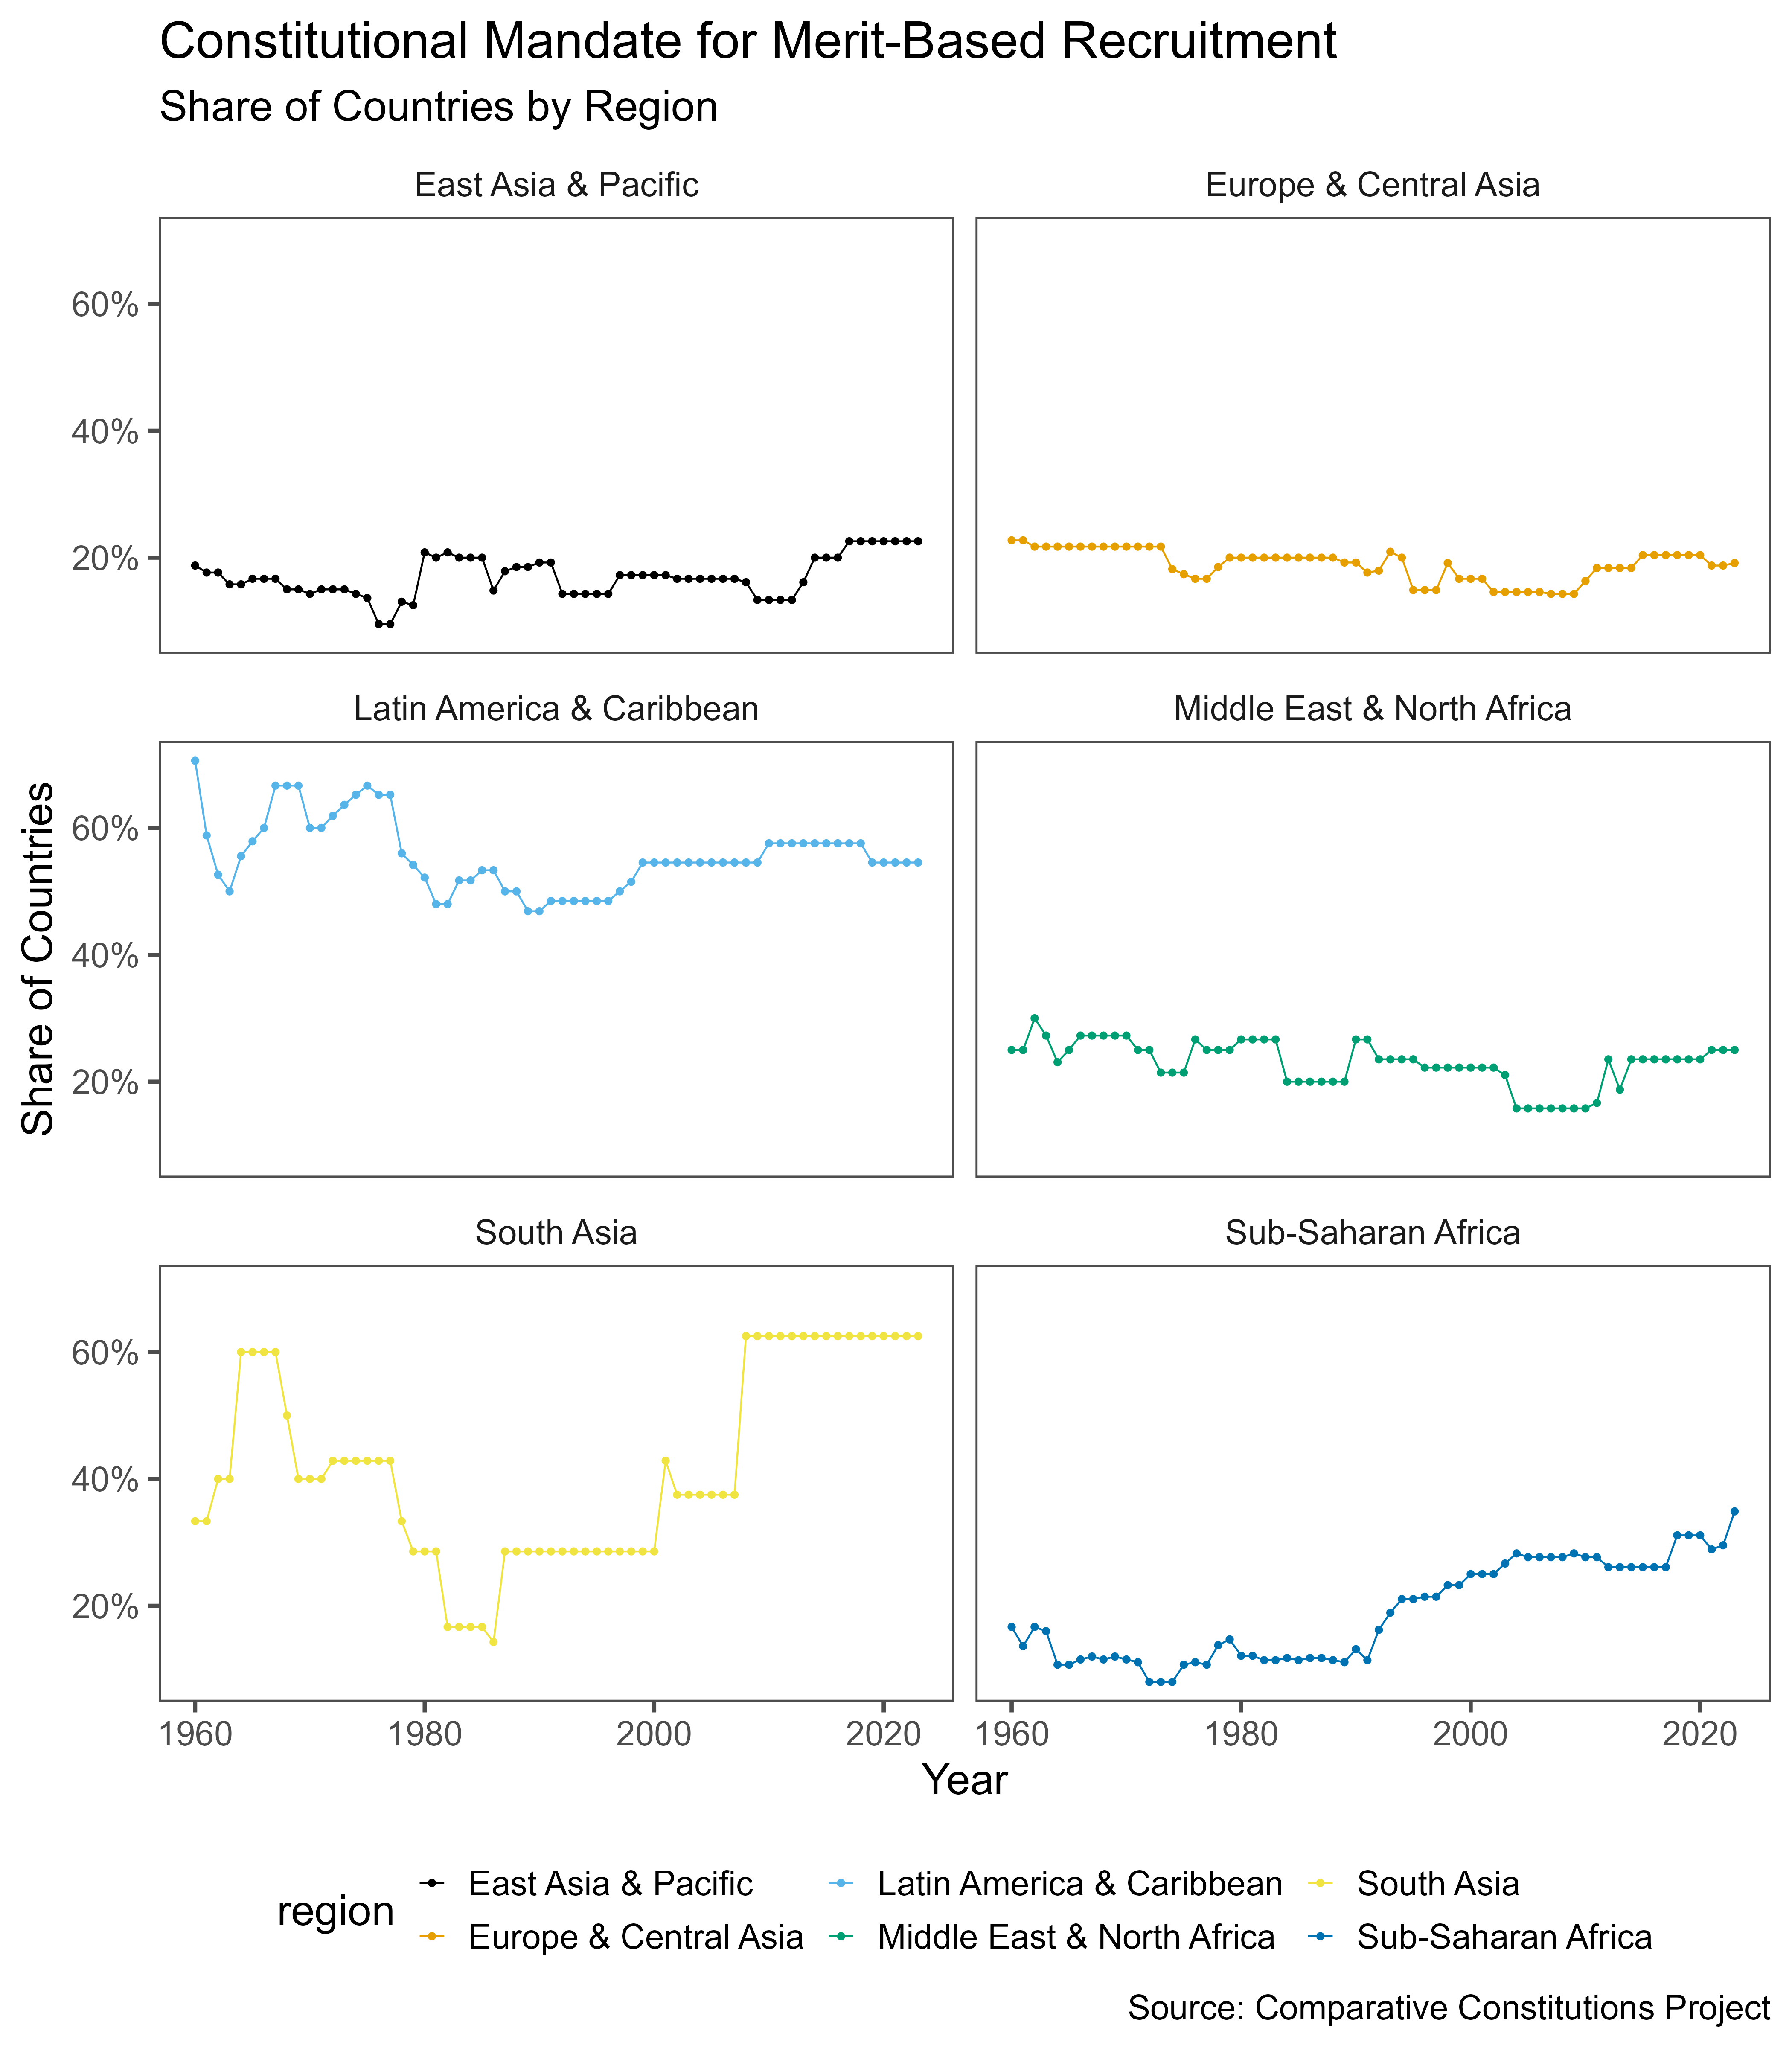 Constitutional Mandate for Merit-Based Recruitment
Share of Countries by Region
East Asia & Pacific
Europe & Central Asia
60%
40%
20%
Latin America & Caribbean
Middle East & North Africa
60%
40%
20%
Share of Countries
South Asia
Sub-Saharan Africa
60%
40%
20%
1960 1980 2000 2020 1960 1980 2000 2020
Year
region
East Asia & Pacific Latin America & Caribbean South Asia
Europe & Central Asia Middle East & North Africa Sub-Saharan Africa
Source: Comparative Constitutions Project